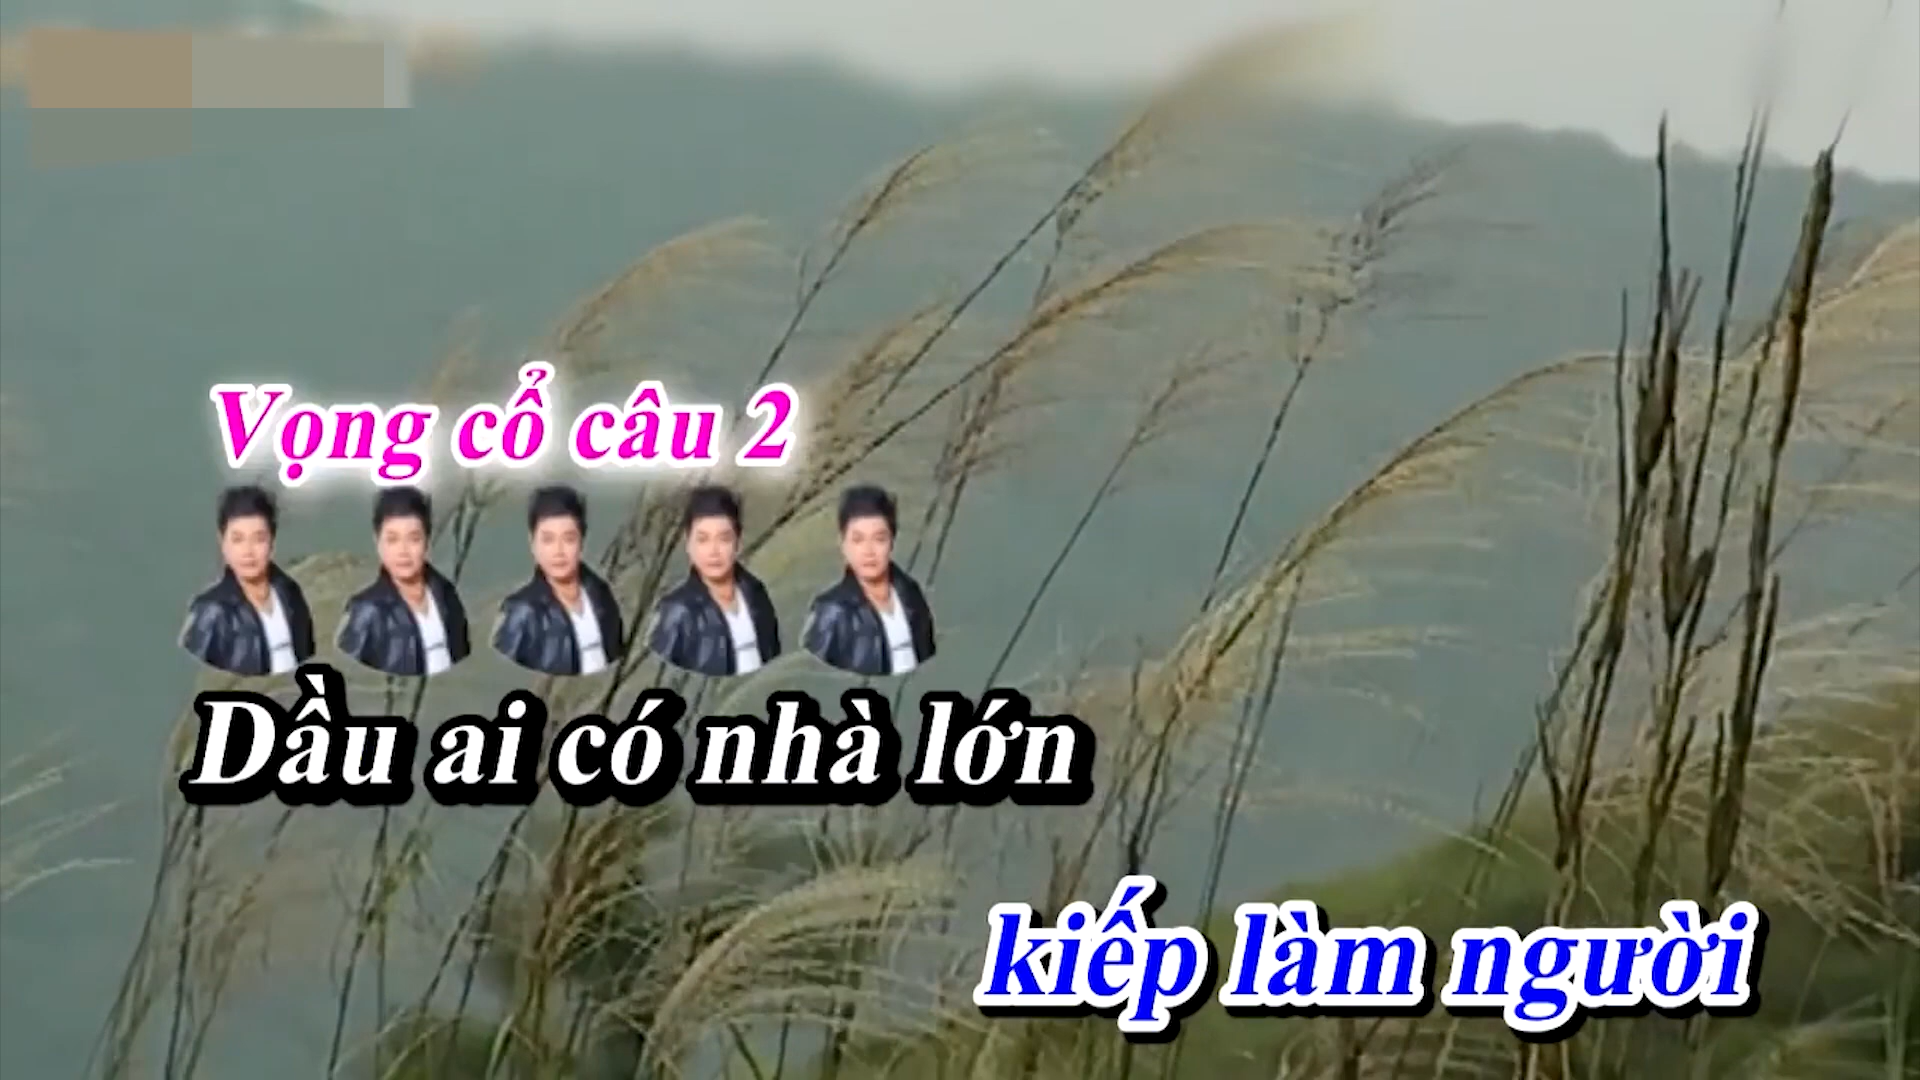 Vọng cổ câu 2
Dầu ai có nhà lớn
kiếp làm người